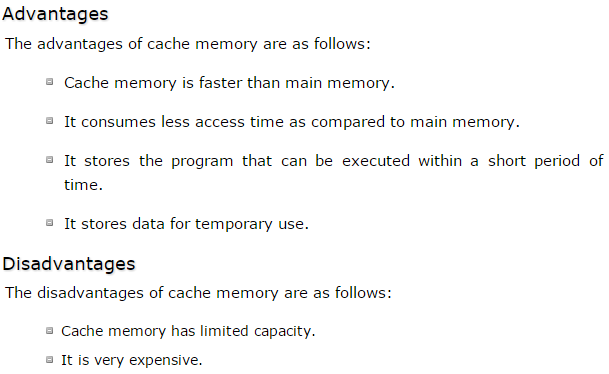 Advantages
The advantages of cache memory are as follows:
Cache memory is faster than main memory.
It consumes less access time as compared to main memory.
It stores the program that can be executed within a short period of
time.
It stores data for temporary use.
Disadvantages
The disadvantages of cache memory are as follows:
Cache memory has limited capacity.
It is very expensive.